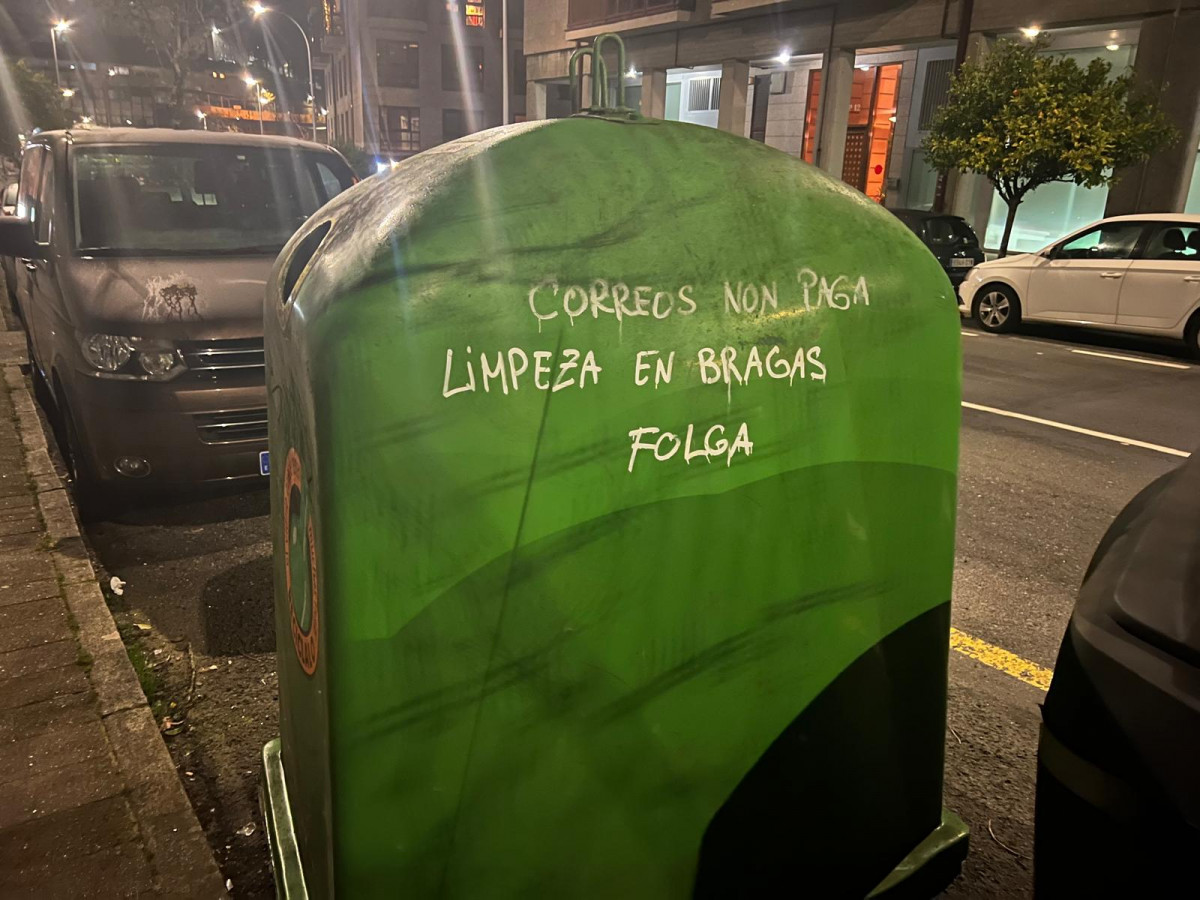 CORREOS NON PAGA
LiMPEZA EN BRAGAS
FOLGA